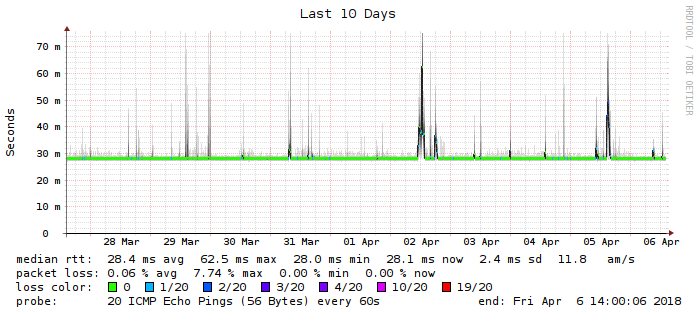 Last 10 Days
RRDTOOL / TOBI OETIKER
Seconds
70 m
60 m
50 m
40 m
30 m
20 m
10 m
0
28 Mar 29 Mar 30 Mar 31 Mar 01 Apr 02 Apr 03 Apr 04 Apr 05 Apr 06 Apr
median rtt: 28.4 ms avg 62.5 ms max 28.0 ms min 28.1 ms now 2.4 ms sd 11.8 am/s
packet loss: 0.06 % avg 7.74 % max 0.00 % min 0.00 % now
loss color: 0 1/20 2/20 3/20 4/20 10/20 19/20
probe: 20 ICMP Echo Pings (56 Bytes) every 60s end: Fri Apr 6 14:00:06 2018